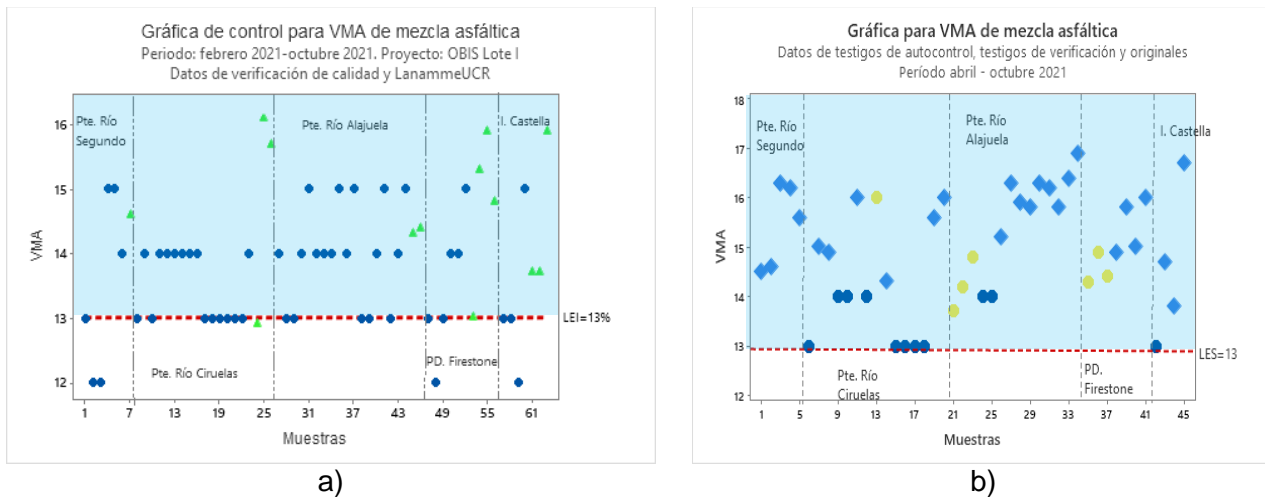 Gráfica de control para VMA de mezcla asfáltica
Periodo: febrero 2021-octubre 2021. Proyecto: OBIS Lote I
Datos de verificación de calidad y LanammeUCR
16
15
14
13
12
VMA
Pte. Río
Segundo
Pte. Río Alajuela
I. Castella
LEI=13%
Pte. Río Ciruelas
PD. Firestone
1 7 13 19 25 31 37 43 49 55 61
Muestras
a)
Gráfica para VMA de mezcla asfáltica
Datos de testigos de autocontrol, testigos de verificación y originales
Período abril - octubre 2021
18
17
16
15
14
13
12
VMA
Pte. Río
Segundo
Pte. Río
Alajuela
I. Castella
LES=13
Pte. Río
Ciruelas
PD.
Firestone
1 5 9 13 17 21 25 29 33 37 41 45
Muestras
b)